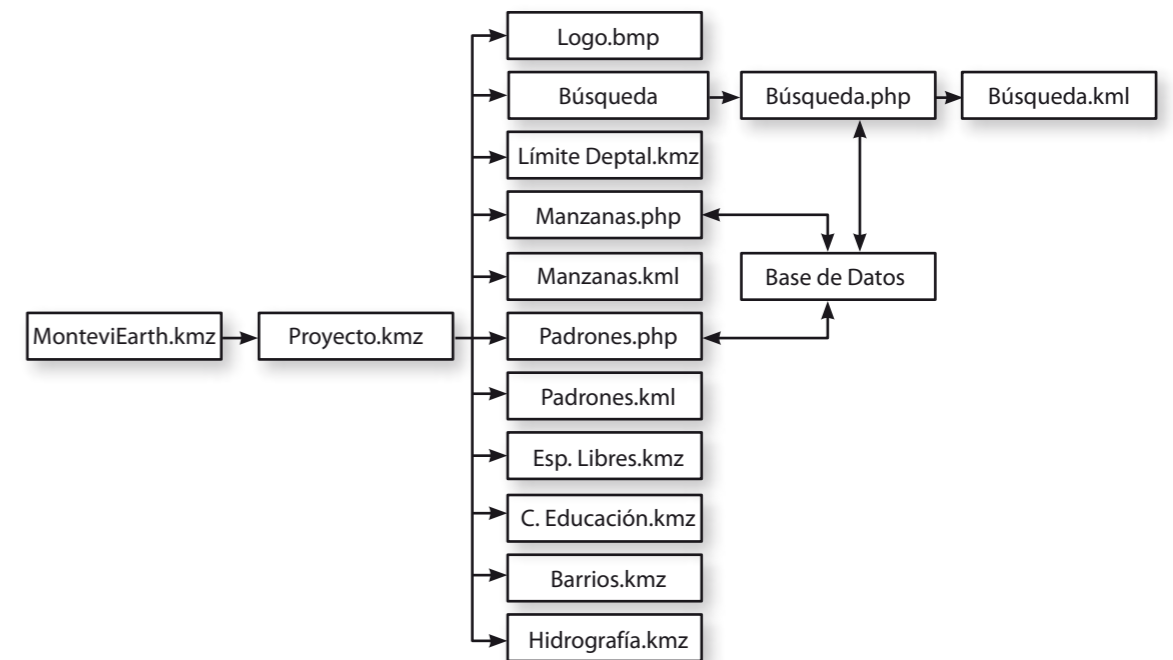 Logo.bmp
Búsqueda
Búsqueda.php
Búsqueda.kml
Límite Deptal.kmz
Manzanas.php
Manzanas.kml
Base de Datos
MonteviEarth.kmz
Proyecto.kmz
Padrones.php
Padrones.kml
Esp. Libres.kmz
C. Educación.kmz
Barrios.kmz
Hidrografía.kmz